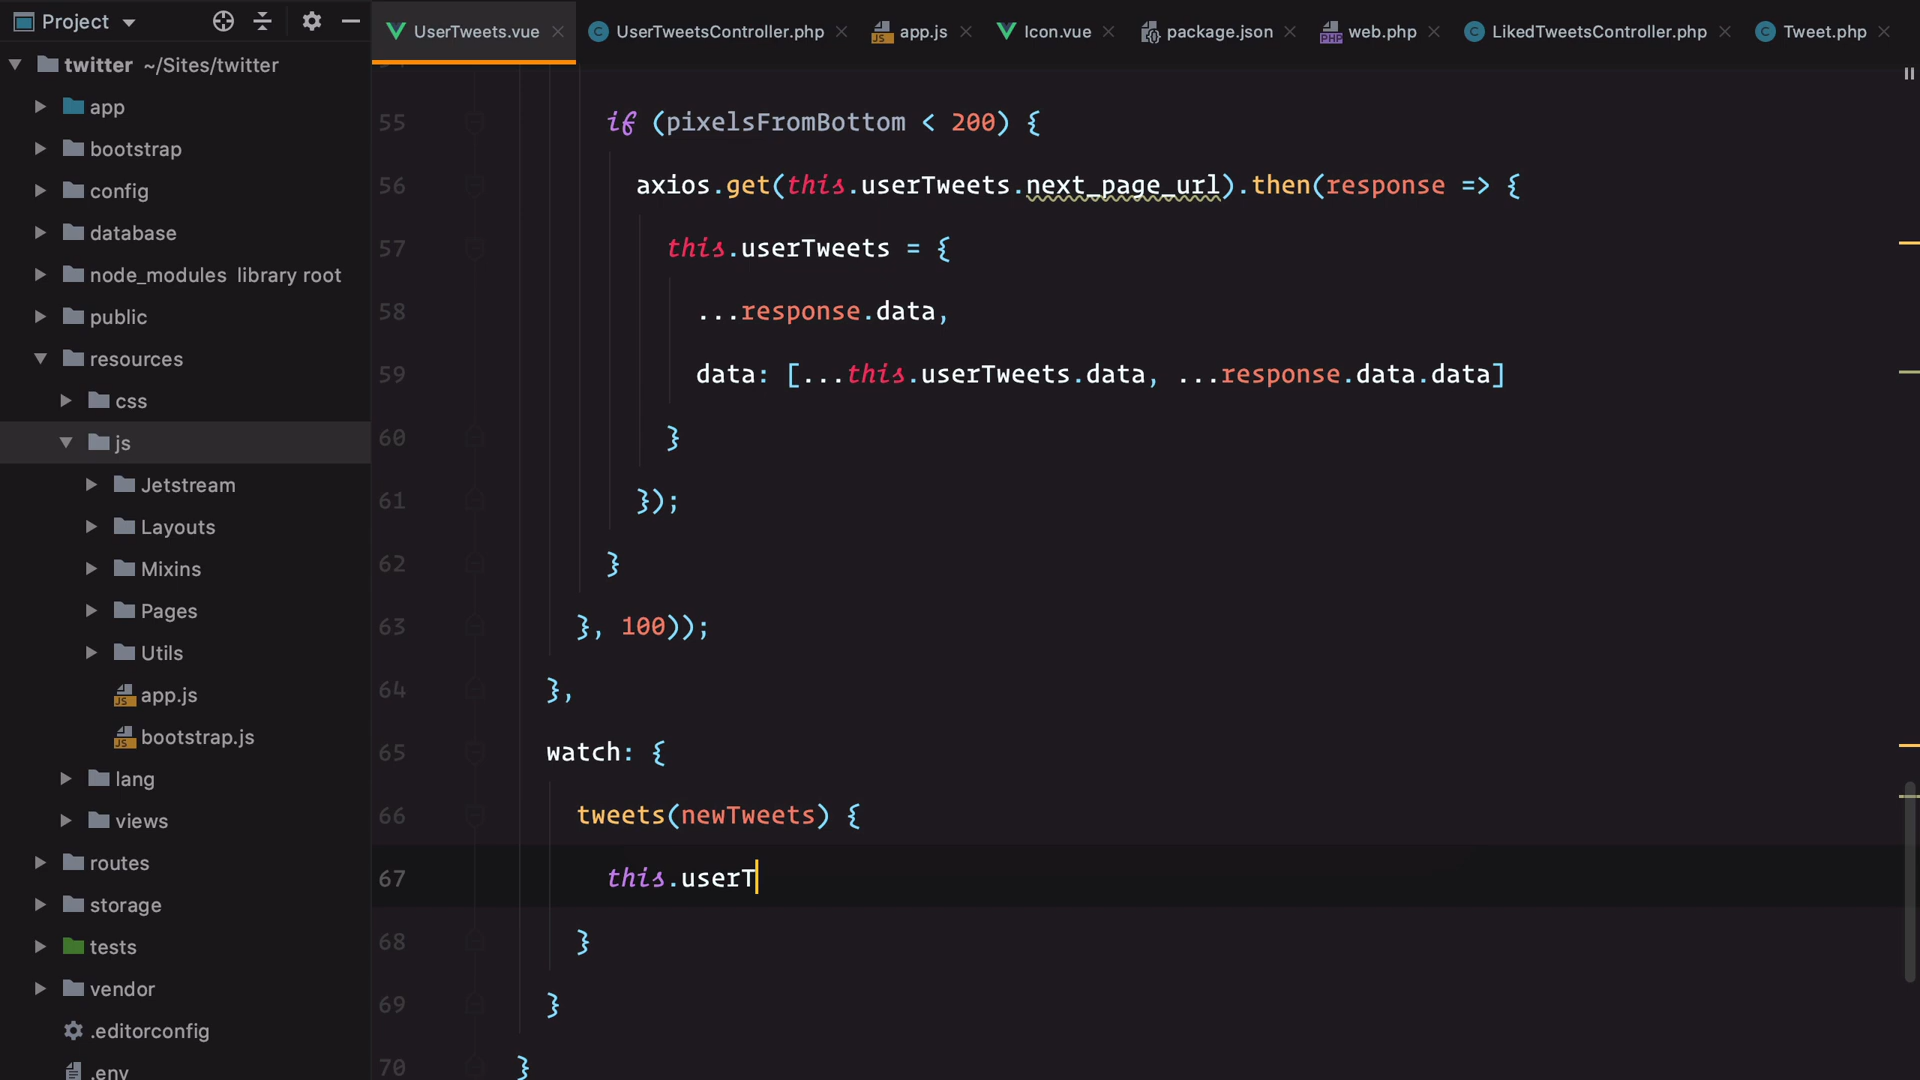 Project
UserTweets.vue
UserTweetsController.php
app.js
Icon.vue
package.json
web.php
LikedTweetsController.php
Tweet.php
twitter ~/Sites/twitter
app
bootstrap
config
database
node_modules library root
public
resources
css
js
Jetstream
Layouts
Mixins
Pages
Utils
app.js
bootstrap.js
lang
views
routes
storage
tests
vendor
.editorconfig
.env
55 if (pixelsFromBottom < 200) {
56 axios.get(this.userTweets.next_page_url).then(response => {
57 this.userTweets = {
58 ...response.data,
59 data: [...this.userTweets.data, ...response.data.data]
60 }
61 });
62 }
63 }, 100));
64 },
65 watch: {
66 tweets(newTweets) {
67 this.userT
68 }
69 }
70 }